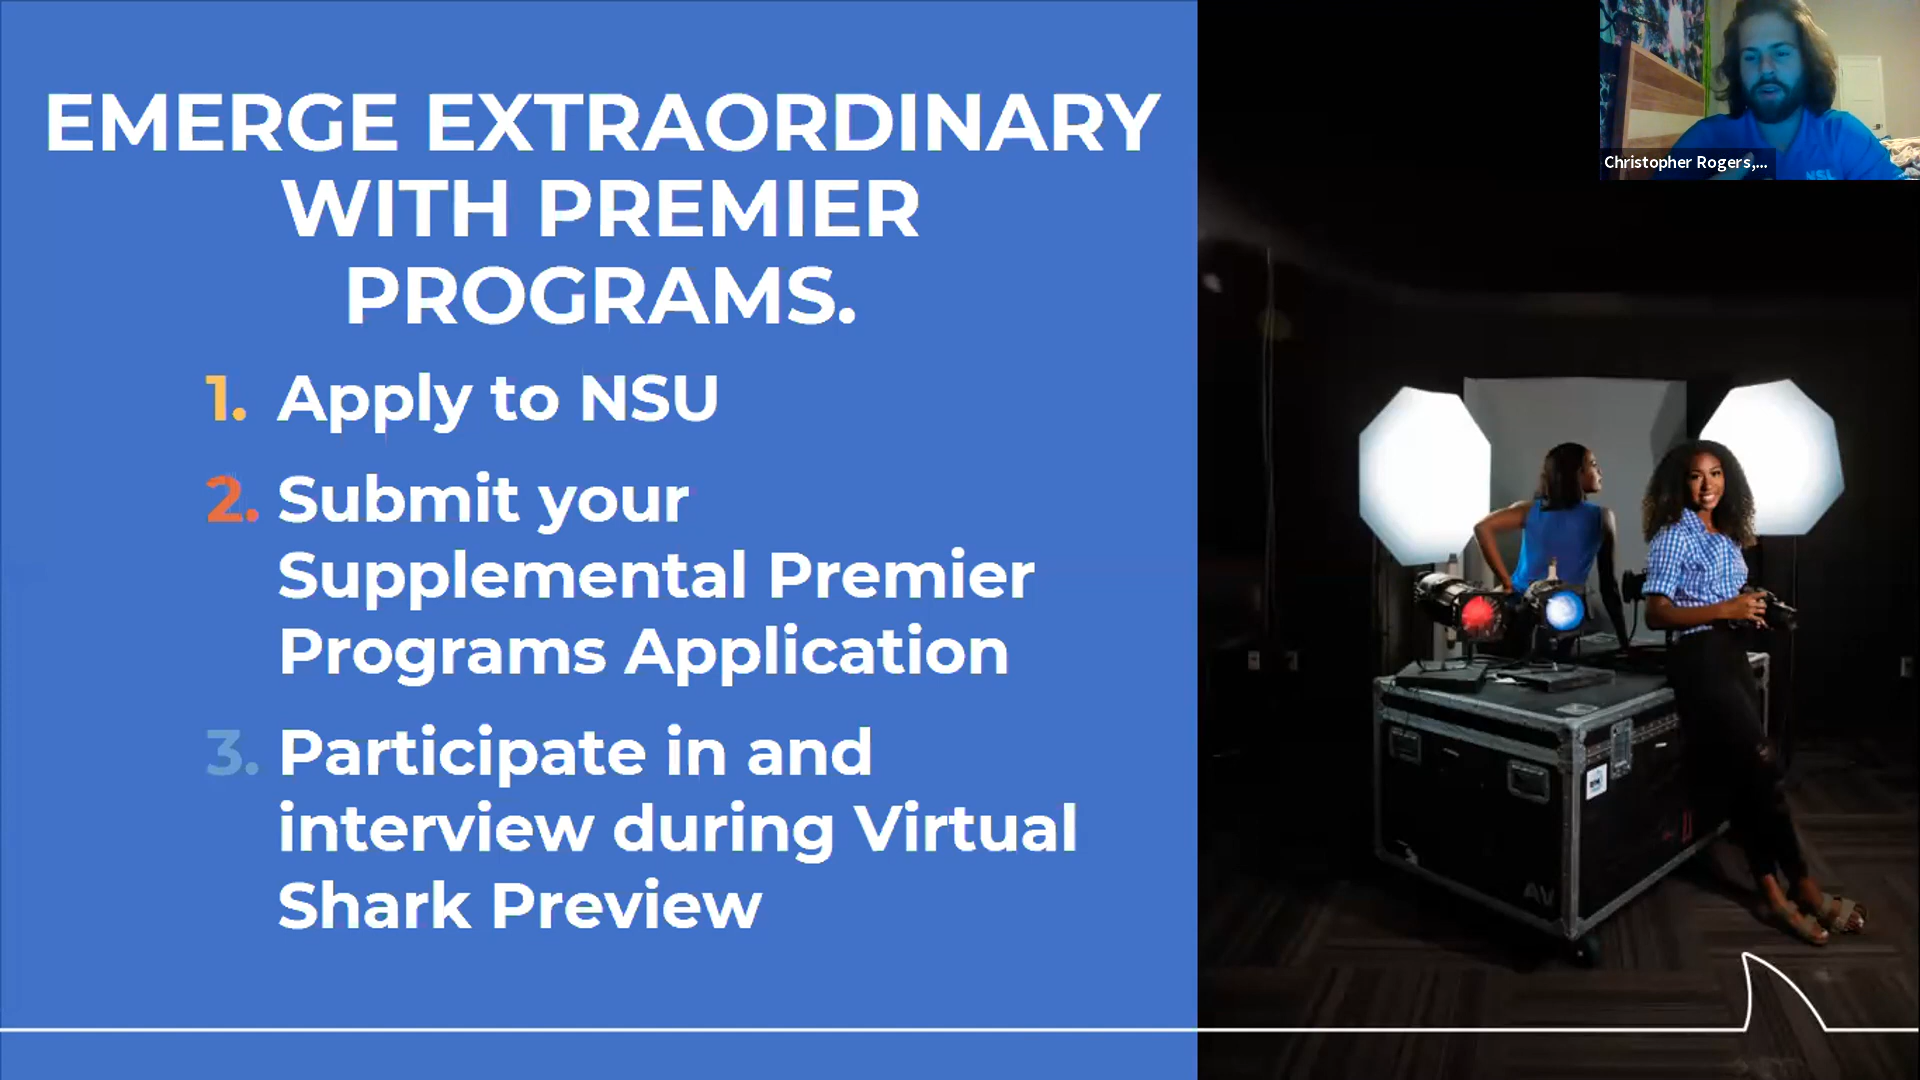 EMERGE EXTRAORDINARY
WITH PREMIER
PROGRAMS.
1. Apply to NSU
2. Submit your
Supplemental Premier
Programs Application
3. Participate in and
interview during Virtual
Shark Preview
Christopher Rogers,...
AV